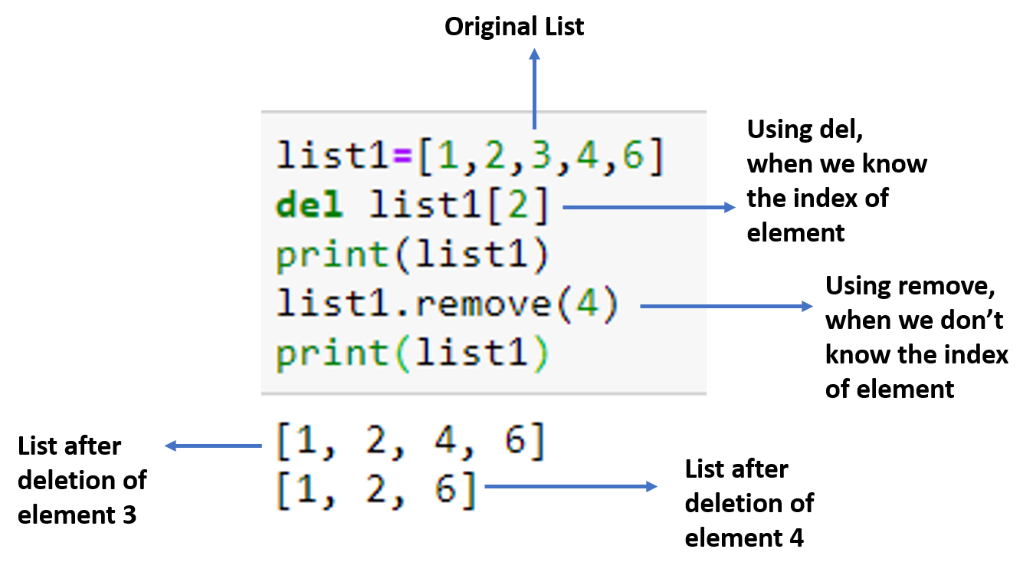 Original List
list1=[1,2,3,4,6]
del list1[2]
print(list1)
list1.remove(4)
print(list1)
Using del,
when we know
the index of
element
Using remove,
when we don't
know the index
of element
[1, 2, 4, 6]
[1, 2, 6]
List after
deletion of
element 3
List after
deletion of
element 4